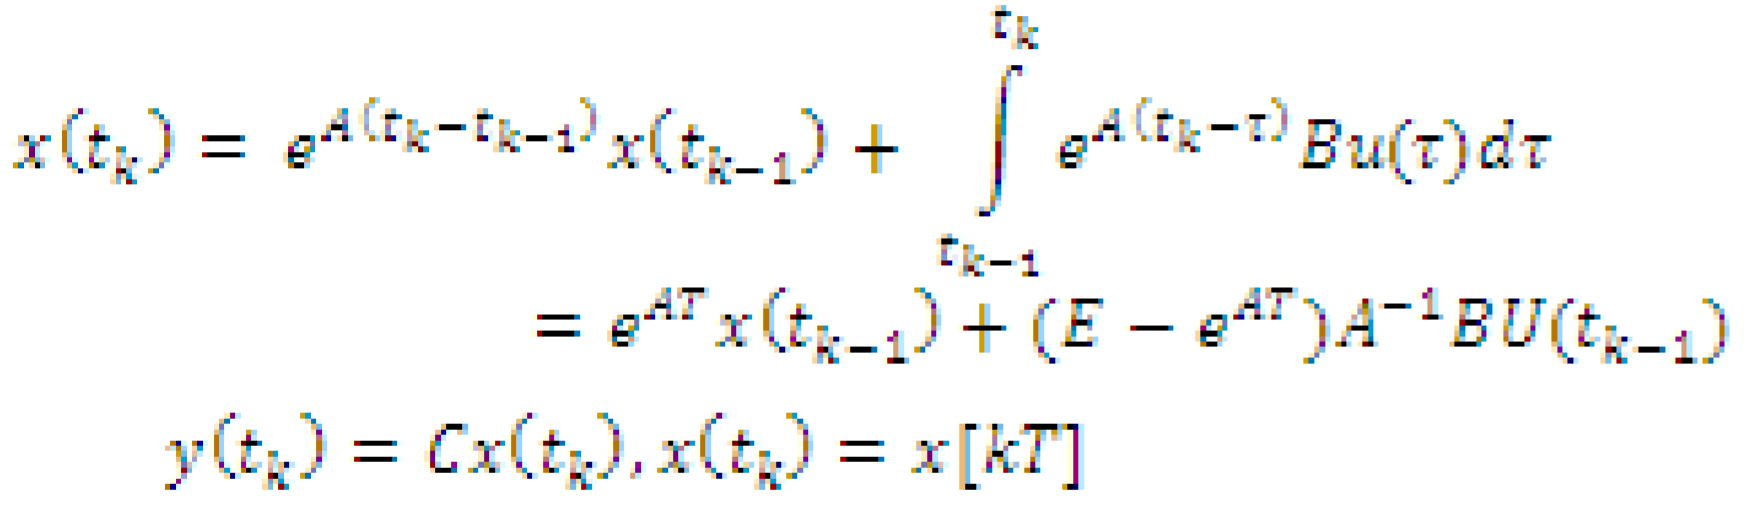 x(t_k) = e^{A(t_k−t_{k−1})}x(t_{k−1}) + ∫_{t_{k−1}}^{t_k} e^{A(t_k−τ)}Bu(τ)dτ
= e^{AT}x(t_{k−1}) + (E − e^{AT})A^{−1}BU(t_{k−1})
y(t_k) = Cx(t_k), x(t_k) = x[kT]